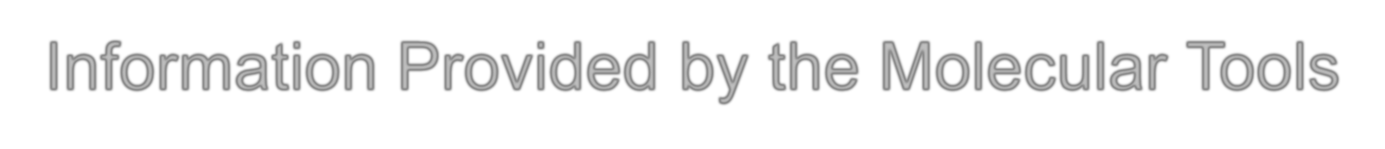 Information Provided by the Molecular Tools